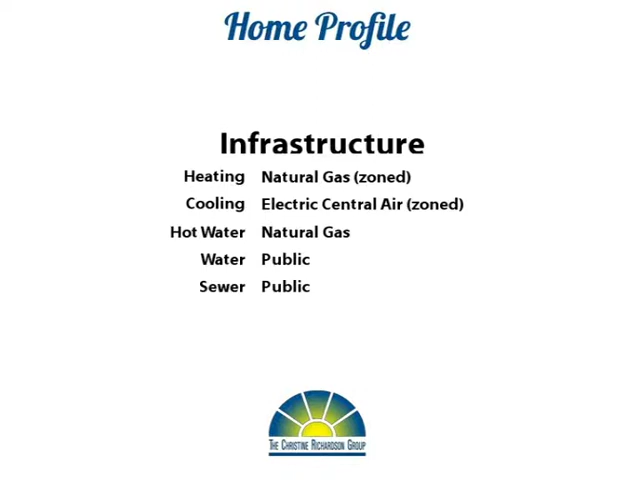 Home Profile
Infrastructure
Heating Natural Gas (zoned)
Cooling Electric Central Air (zoned)
Hot Water Natural Gas
Water Public
Sewer Public
THE CHRISTINE RICHARDSON GROUP